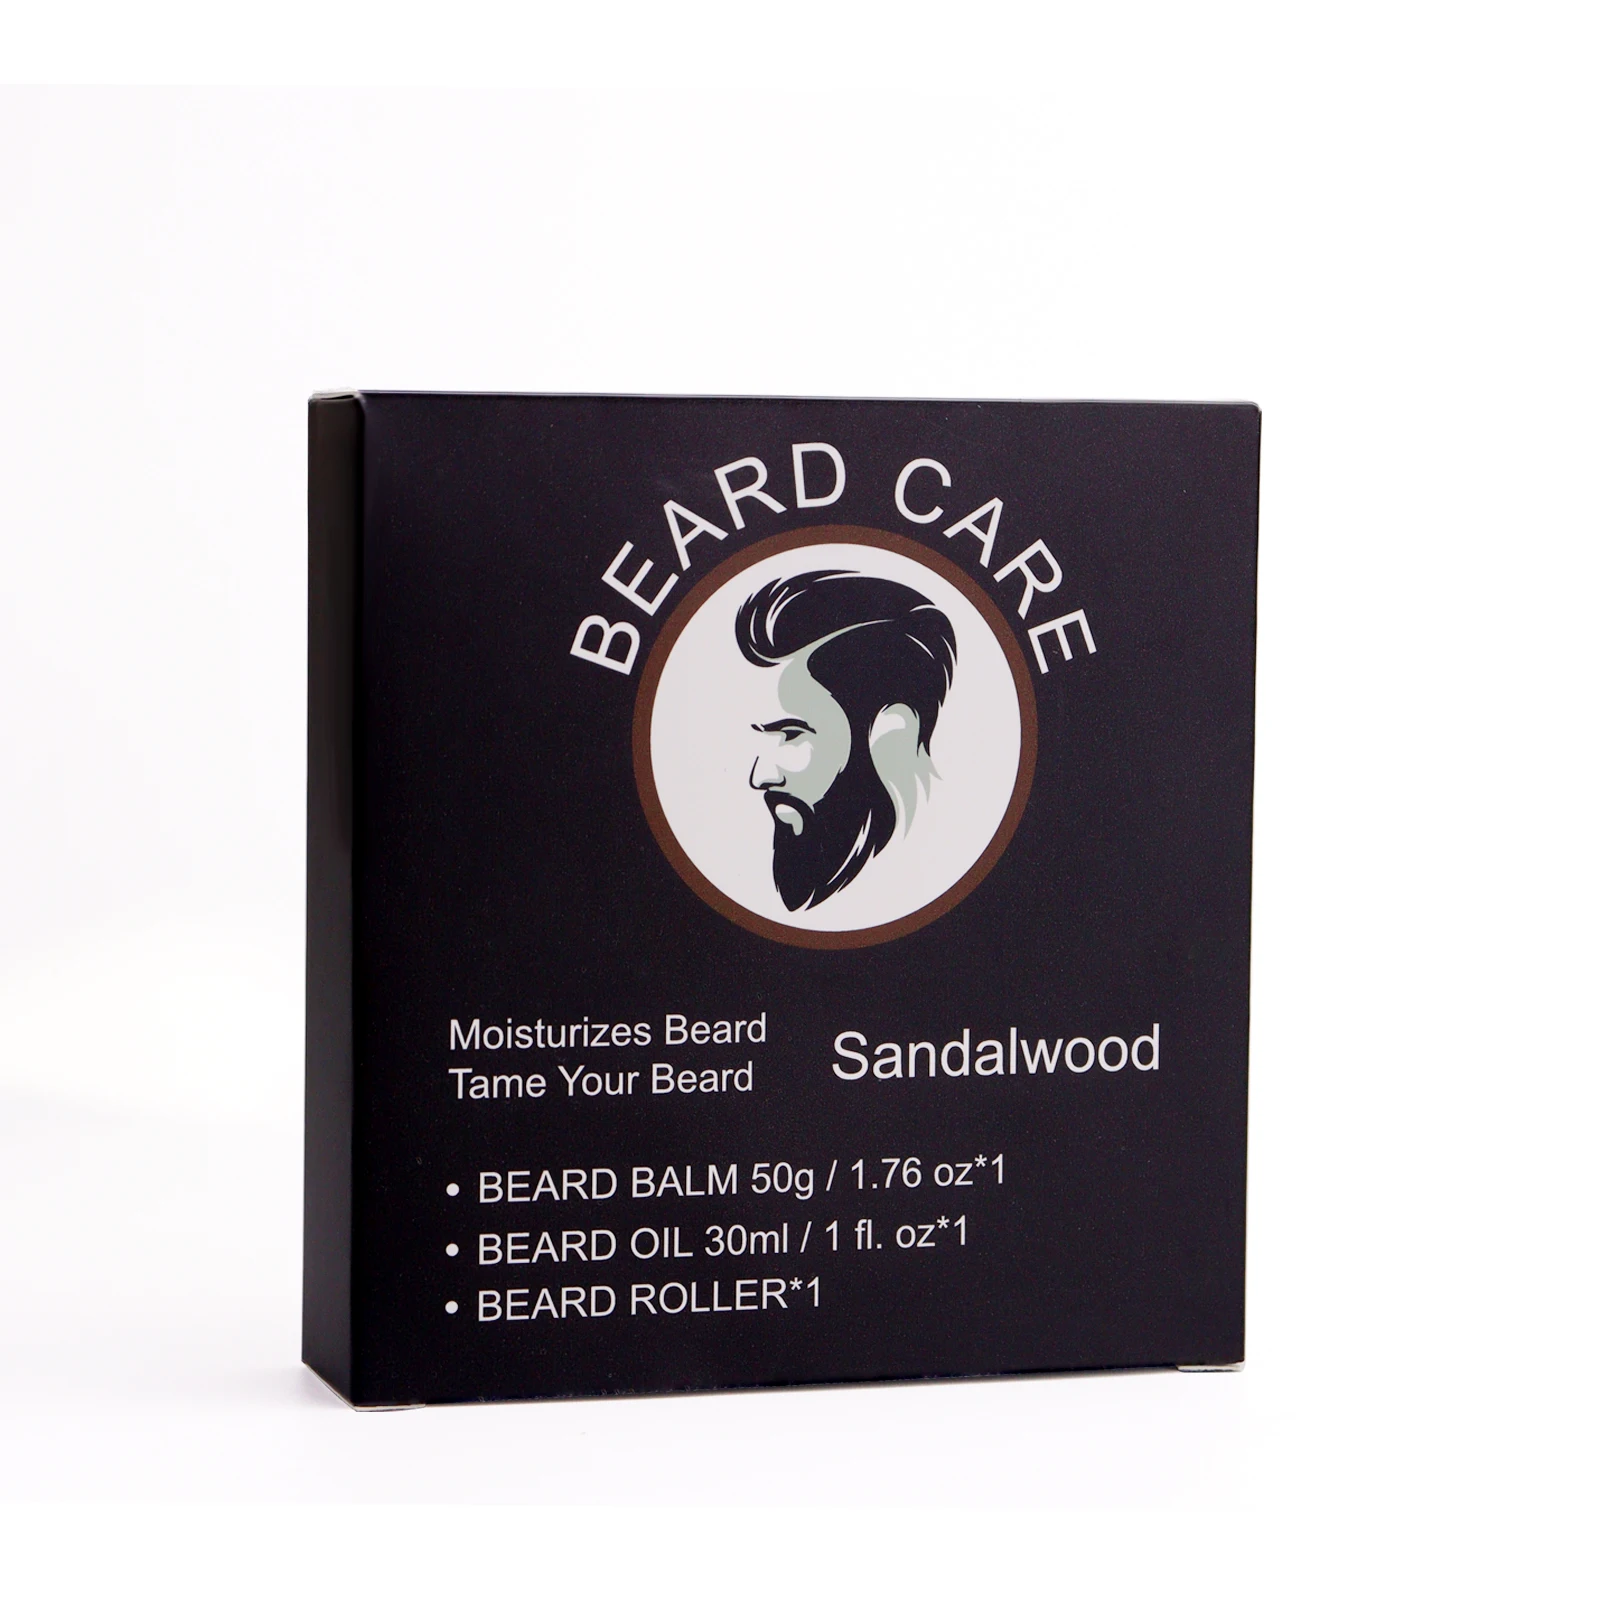 BEARD CARE
Moisturizes Beard
Tame Your Beard
Sandalwood
• BEARD BALM 50g / 1.76 oz*1
• BEARD OIL 30ml / 1 fl. oz*1
• BEARD ROLLER*1